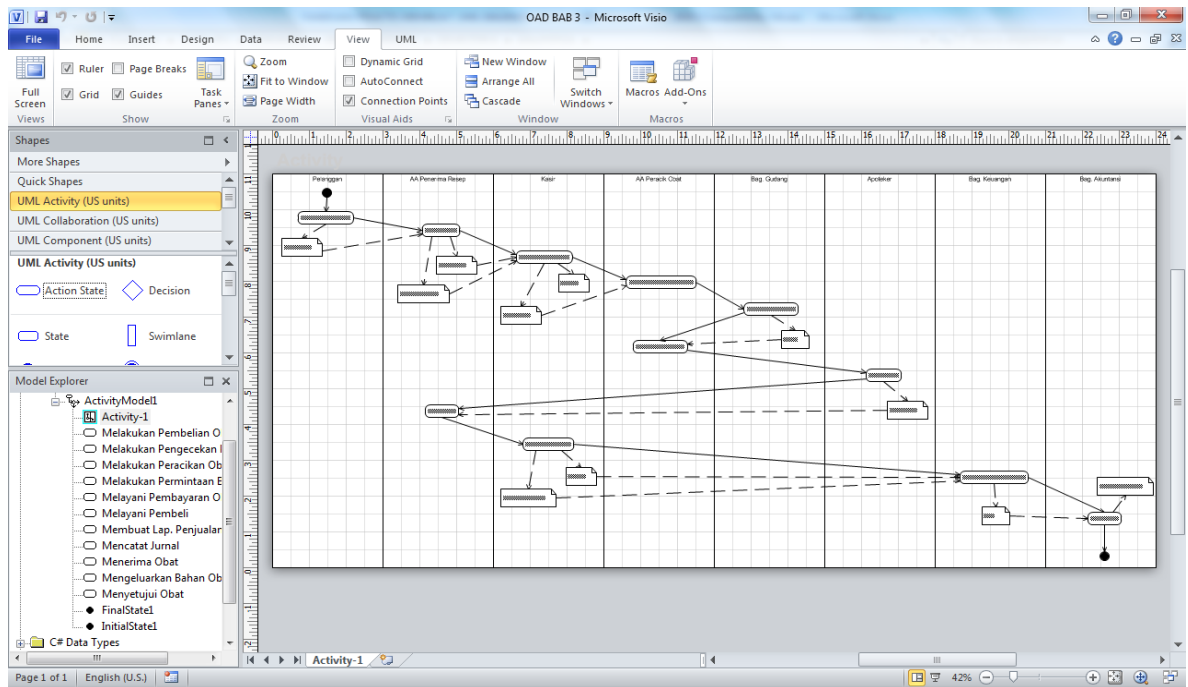 OAD BAB 3 - Microsoft Visio
File Home Insert Design Data Review View UML
Full Screen
Ruler Page Breaks
Grid Guides
Task Panes
Zoom
Fit to Window
Page Width
Dynamic Grid
AutoConnect
Connection Points
New Window
Arrange All
Cascade
Switch Windows
Macros Add-Ons
Views Show Zoom Visual Aids Window Macros
Shapes
More Shapes
Quick Shapes
UML Activity (US units)
UML Collaboration (US units)
UML Component (US units)
UML Activity (US units)
Action State Decision
State Swimlane
Model Explorer
ActivityModel1
Activity-1
Melakukan Pembelian O
Melakukan Pengecekan
Melakukan Peracikan Ob
Melakukan Permintaan
Melayani Pembayaran O
Melayani Pembeli
Membuat Lap. Penjualan
Mencatat Jurnal
Menerima Obat
Mengeluarkan Bahan Ob
Menyetujui Obat
FinalState1
InitialState1
C# Data Types
Pelanggan AA Penerima Resep Kasir AA Peracik Obat Bag. Gudang Apoteker Bag. Keuangan Bag. Akuntansi
Activity-1
Page 1 of 1 English (U.S.) 42%